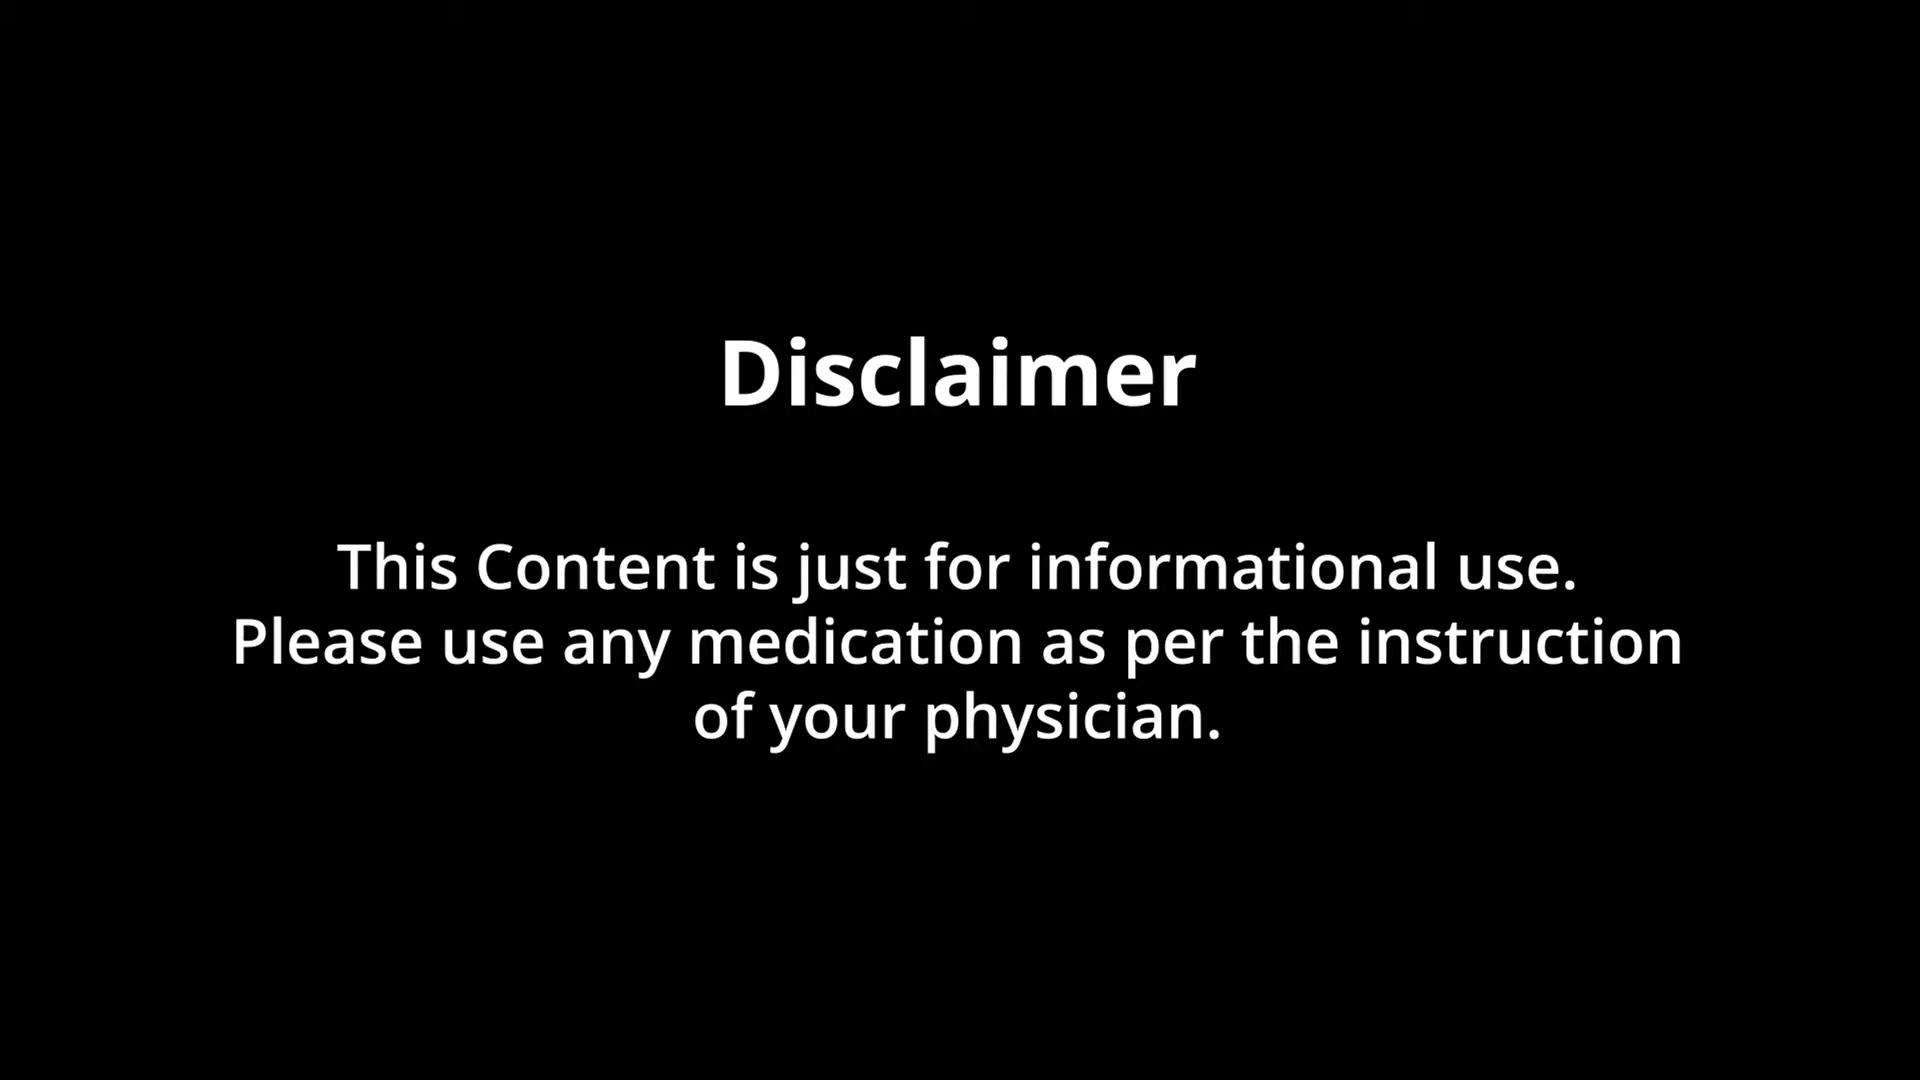 Disclaimer
This Content is just for informational use.
Please use any medication as per the instruction
of your physician.